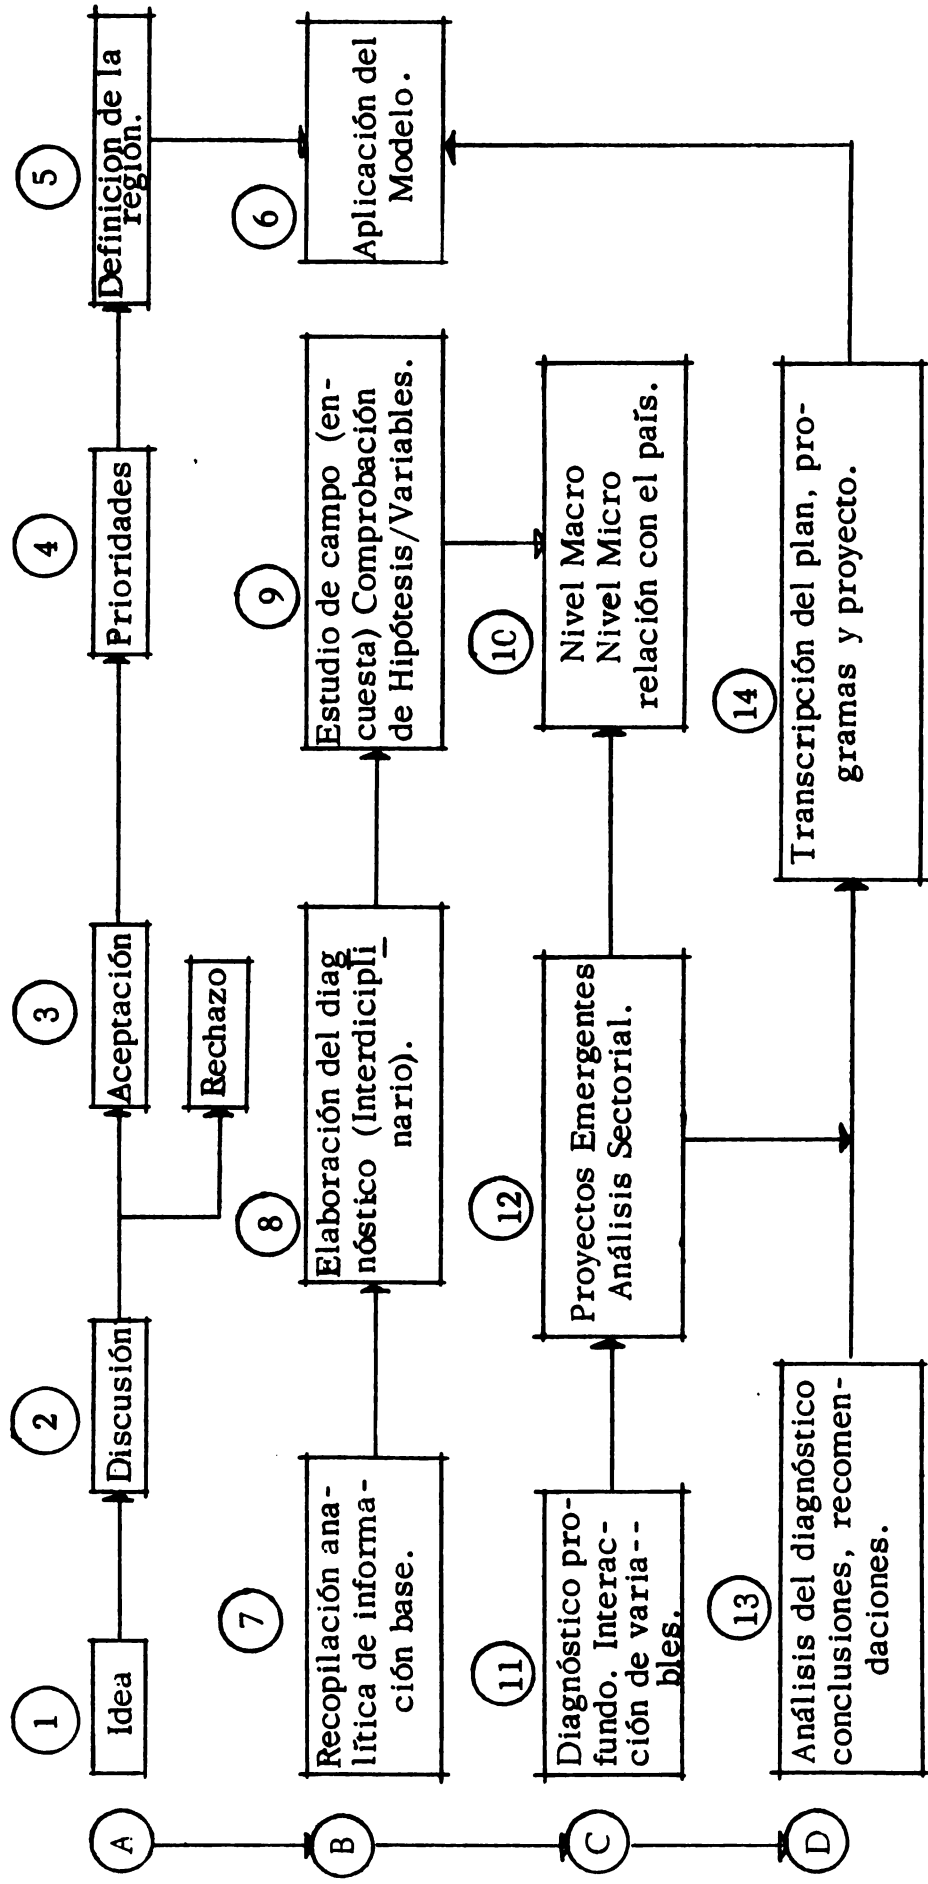 A
1
Idea
2
Discusión
3
Aceptación
Rechazo
4
Prioridades
5
Definicion de la
región.
6
Aplicación del
Modelo.
B
7
Recopilación ana-
lítica de informa-
ción base.
8
Elaboración del diag
nóstico (Interdicipli
nario).
9
Estudio de campo (en-
cuesta) Comprobación
de Hipótesis/Variables.
C
11
Diagnóstico pro-
fundo. Interac-
ción de varia--
bles.
12
Proyectos Emergentes
Análisis Sectorial.
10
Nivel Macro
Nivel Micro
relación con el país.
D
13
Análisis del diagnóstico
conclusiones, recomen-
daciones.
14
Transcripción del plan, pro-
gramas y proyecto.